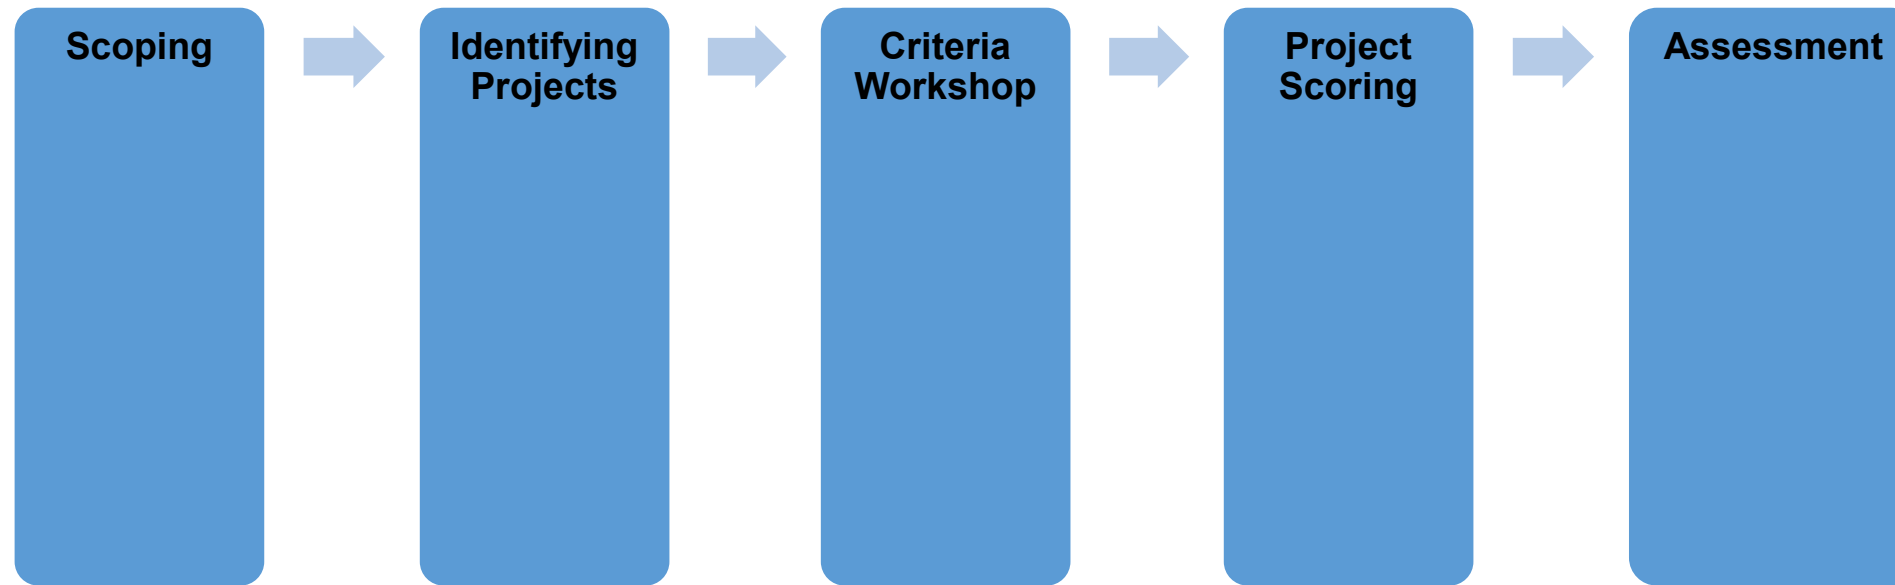 Scoping
Identifying
Projects
Criteria
Workshop
Project
Scoring
Assessment